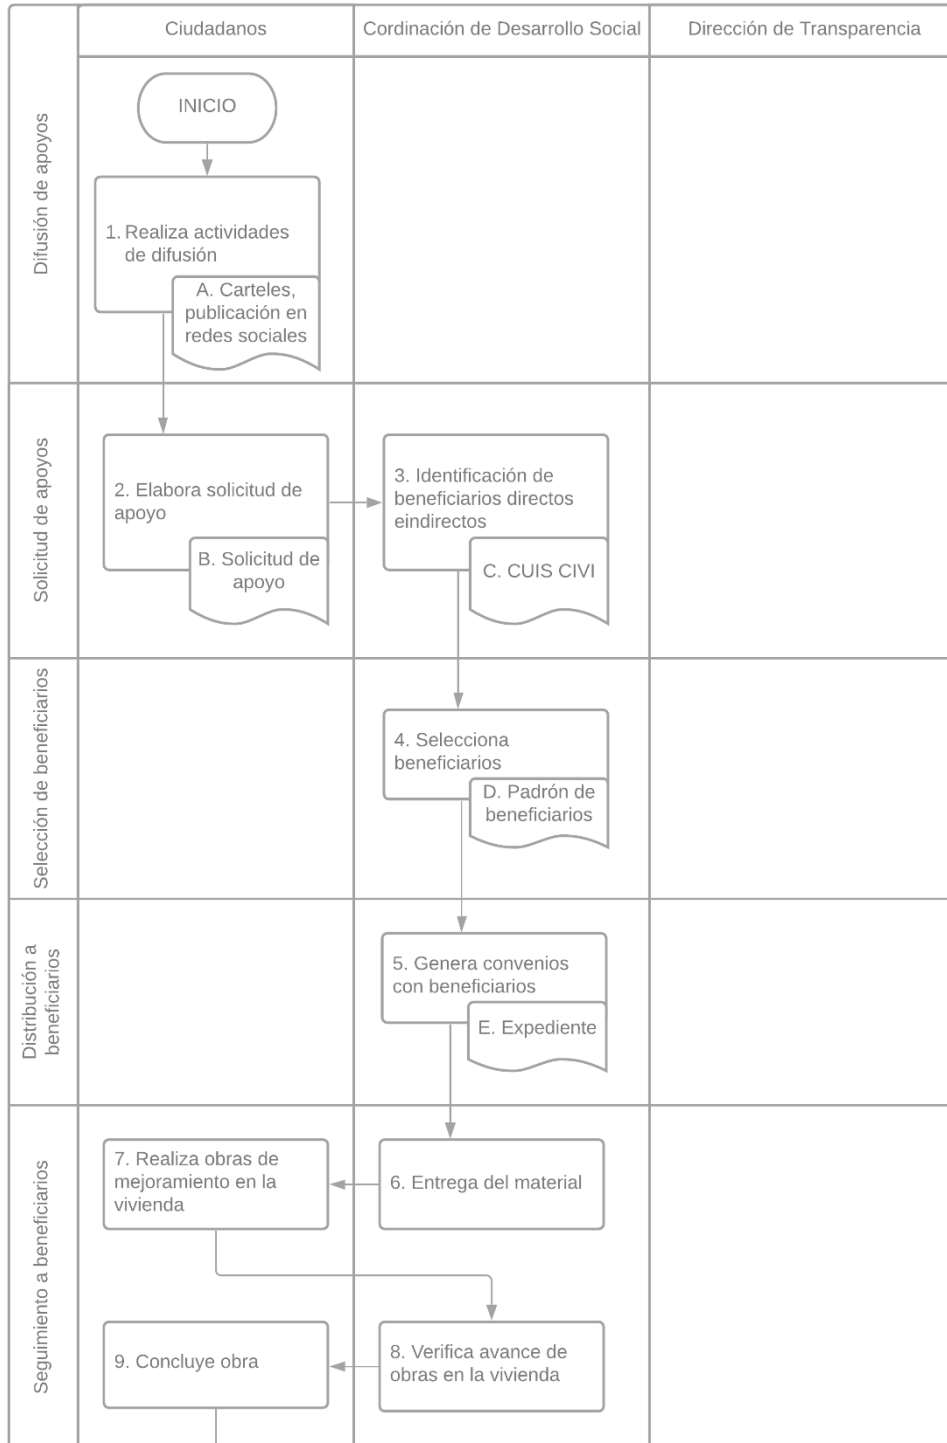 Ciudadanos
Cordinación de Desarrollo Social
Dirección de Transparencia
Difusión de apoyos
INICIO
1. Realiza actividades
de difusión
A. Carteles,
publicación en
redes sociales
Solicitud de apoyos
2. Elabora solicitud de
apoyo
B. Solicitud de
apoyo
3. Identificación de
beneficiarios directos
eindirectos
C. CUIS CIVI
Selección de beneficiarios
4. Selecciona
beneficiarios
D. Padrón de
beneficiarios
Distribución a
beneficiarios
5. Genera convenios
con beneficiarios
E. Expediente
Seguimiento a beneficiarios
7. Realiza obras de
mejoramiento en la
vivienda
6. Entrega del material
9. Concluye obra
8. Verifica avance de
obras en la vivienda